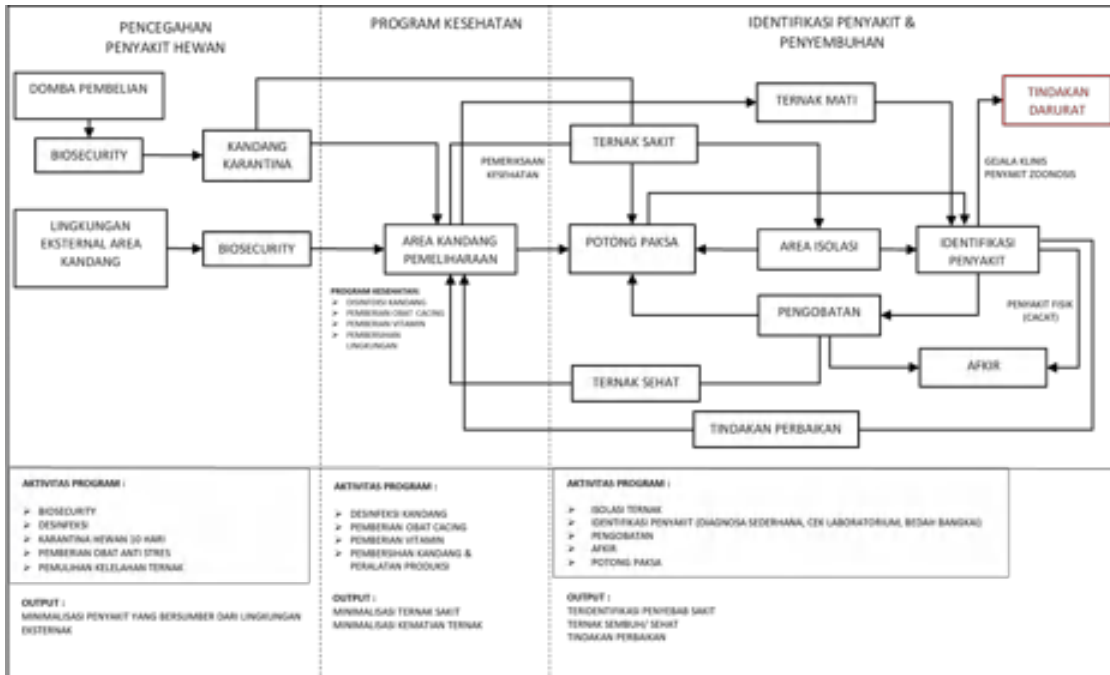 PENCEGAHAN
PENYAKIT HEWAN
PROGRAM KESEHATAN
IDENTIFIKASI PENYAKIT &
PENYEMBUHAN
DOMBA PEMBELIAN
BIOSECURITY
KANDANG
KARANTINA
LINGKUNGAN
EKSTERNAL AREA
KANDANG
BIOSECURITY
AREA KANDANG
PEMELIHARAAN
PROGRAM KESEHATAN:
➢ DISINFEKSI KANDANG
➢ PEMBERIAN OBAT CACING
➢ PEMBERIAN VITAMIN
➢ PEMBERSIHAN
LINGKUNGAN
PEMERIKSAAN
KESEHATAN
TERNAK MATI
TINDAKAN
DARURAT
TERNAK SAKIT
GEJALA KLINIS
PENYAKIT ZOONOSIS
POTONG PAKSA
AREA ISOLASI
IDENTIFIKASI
PENYAKIT
PENGOBATAN
PENYAKIT FISIK
(CACAT)
AFKIR
TERNAK SEHAT
TINDAKAN PERBAIKAN
AKTIVITAS PROGRAM :
➢ BIOSECURITY
➢ DESINFEKSI
➢ KARANTINA HEWAN 10 HARI
➢ PEMBERIAN OBAT ANTI STRES
➢ PEMULIHAN KELELAHAN TERNAK
OUTPUT :
MINIMALISASI PENYAKIT YANG BERSUMBER DARI LINGKUNGAN
EKSTERNAK
AKTIVITAS PROGRAM :
➢ DESINFEKSI KANDANG
➢ PEMBERIAN OBAT CACING
➢ PEMBERIAN VITAMIN
➢ PEMBERSIHAN KANDANG &
PERALATAN PRODUKSI
OUTPUT :
MINIMALISASI TERNAK SAKIT
MINIMALISASI KEMATIAN TERNAK
AKTIVITAS PROGRAM :
➢ ISOLASI TERNAK
➢ IDENTIFIKASI PENYAKIT (DIAGNOSA SEDERHANA, CEK LABORATORIUM, BEDAH BANGKAI)
➢ PENGOBATAN
➢ AFKIR
➢ POTONG PAKSA
OUTPUT :
TERIDENTIFIKASI PENYEBAB SAKIT
TERNAK SEMBUH/ SEHAT
TINDAKAN PERBAIKAN